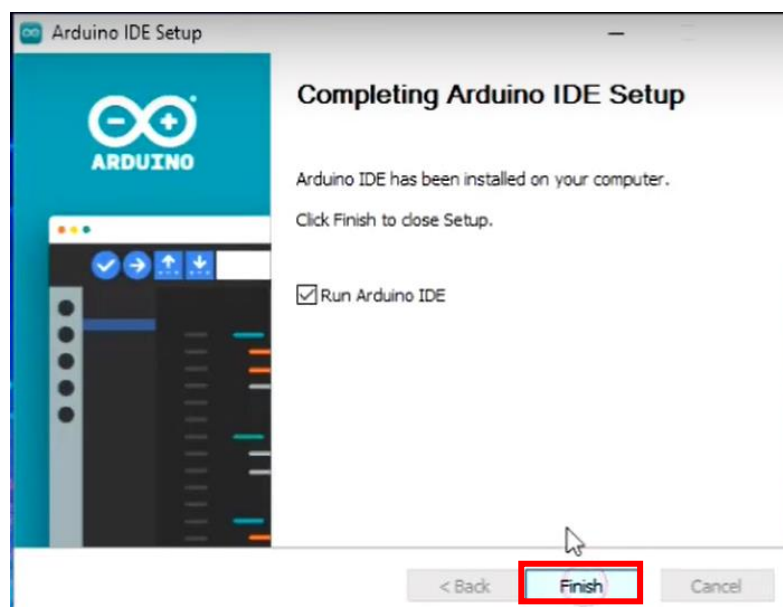 Arduino IDE Setup
ARDUINO
Completing Arduino IDE Setup
Arduino IDE has been installed on your computer.
Click Finish to close Setup.
Run Arduino IDE
< Back
Finish
Cancel